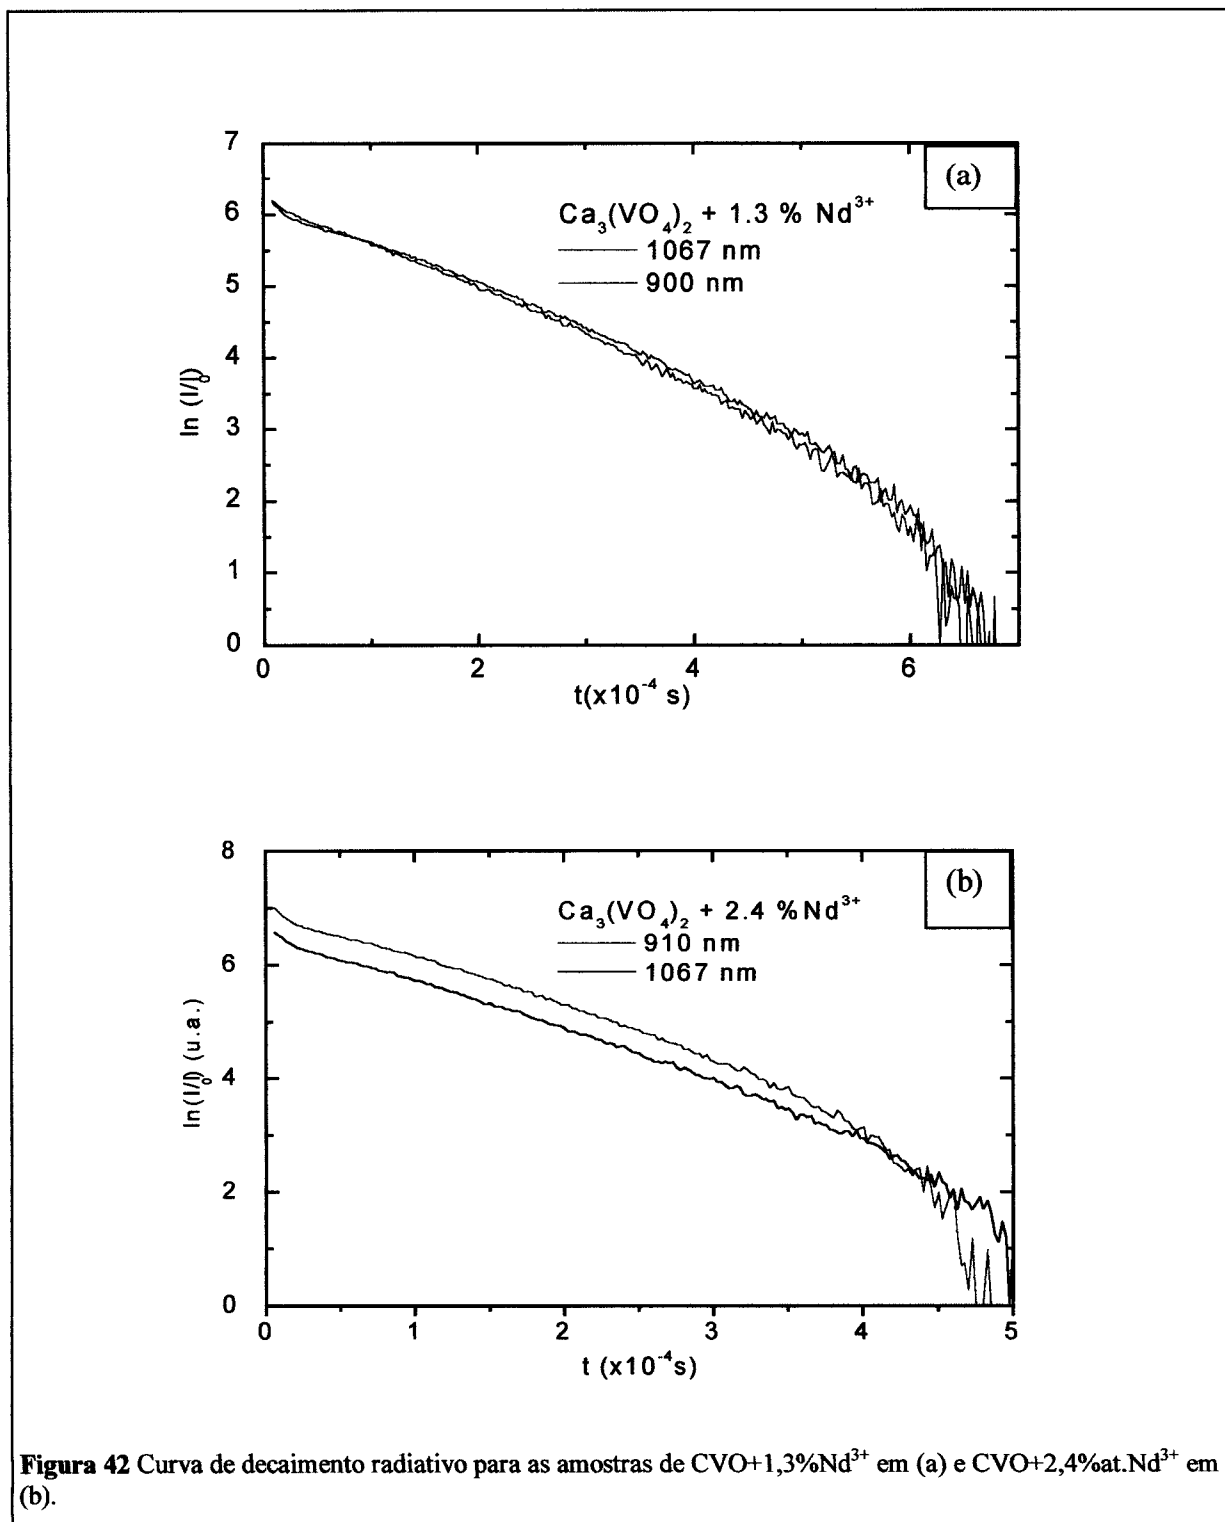 7
6
5
4
3
2
1
0
ln (I/I₀)
(a)
Ca₃(VO₄)₂ + 1.3 % Nd³⁺
1067 nm
900 nm
0 2 4 6
t(x10⁻⁴ s)
8
6
4
2
0
ln(I/I₀) (u.a.)
(b)
Ca₃(VO₄)₂ + 2.4 %Nd³⁺
910 nm
1067 nm
0 1 2 3 4 5
t (x10⁻⁴s)
Figura 42 Curva de decaimento radiativo para as amostras de CVO+1,3%Nd³⁺ em (a) e CVO+2,4%at.Nd³⁺ em
(b).